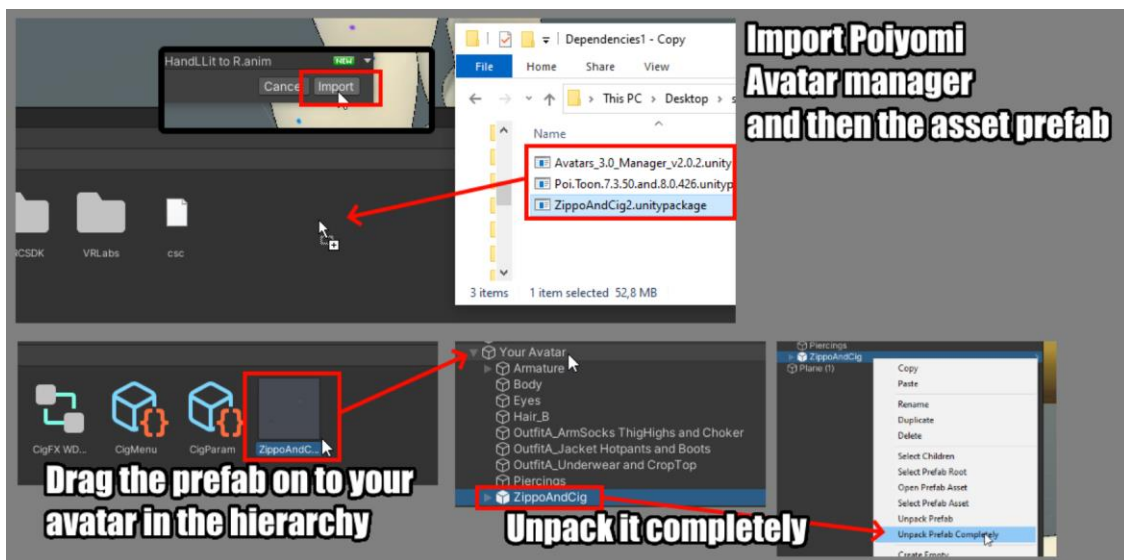 HandLLit to R.anim NEW
Cancel Import
Dependencies1 - Copy
File Home Share View
This PC > Desktop >
Name
Avatars_3.0_Manager_v2.0.2.unity
Poi.Toon.7.3.50.and.8.0.426.unityp
ZippoAndCig2.unitypackage
3 items 1 item selected 52,8 MB
CSDK VRLabs csc
Import Poiyomi
Avatar manager
and then the asset prefab
CigFX WD... CigMenu CigParam ZippoAndC...
Drag the prefab on to your
avatar in the hierarchy
Your Avatar
Armature
Body
Eyes
Hair_B
OutfitA_ArmSocks ThigHighs and Choker
OutfitA_Jacket Hotpants and Boots
OutfitA_Underwear and CropTop
Piercings
ZippoAndCig
Unpack it completely
Piercings
ZippoAndCig
Plane (1)
Copy
Paste
Rename
Duplicate
Delete
Select Children
Select Prefab Root
Open Prefab Asset
Select Prefab Asset
Unpack Prefab
Unpack Prefab Completely
Create Empty